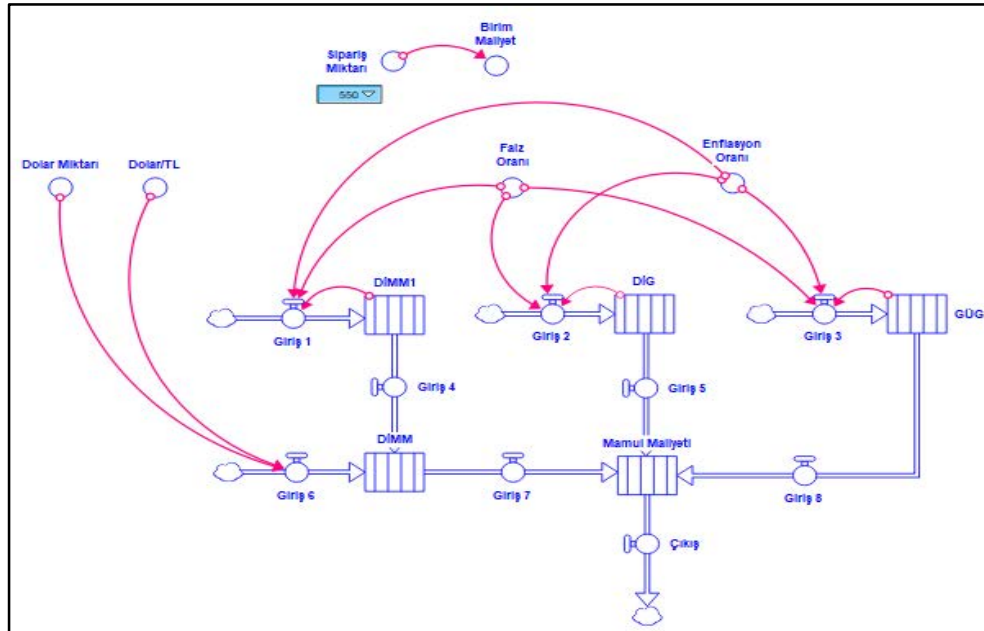 Birim
Maliyet
Sipariş
Miktarı
550
Dolar Miktarı
Dolar/TL
Faiz
Oranı
Enflasyon
Oranı
DİMM1
DİG
GÜG
Giriş 1
Giriş 2
Giriş 3
Giriş 4
Giriş 5
DİMM
Mamul Maliyeti
Giriş 6
Giriş 7
Giriş 8
Çıkış